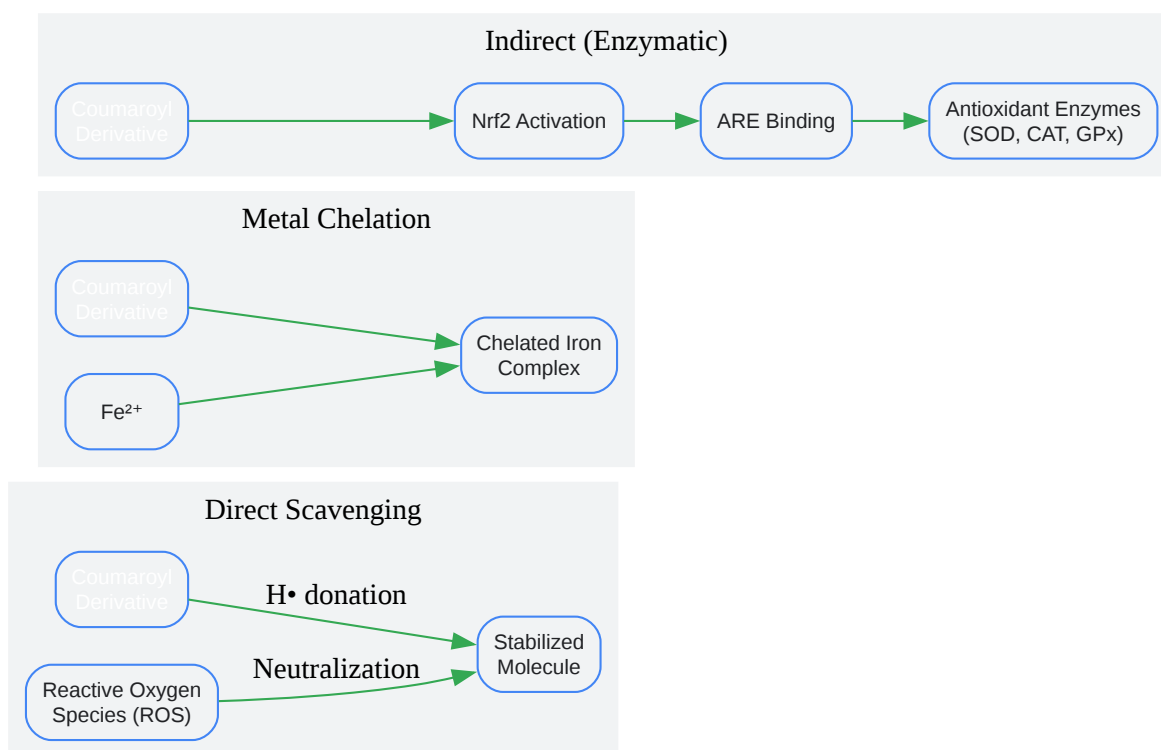 Indirect (Enzymatic)
Coumaroyl
Derivative
Nrf2 Activation
ARE Binding
Antioxidant Enzymes
(SOD, CAT, GPx)
Metal Chelation
Coumaroyl
Derivative
Fe²⁺
Chelated Iron
Complex
Direct Scavenging
Coumaroyl
Derivative
H• donation
Neutralization
Reactive Oxygen
Species (ROS)
Stabilized
Molecule